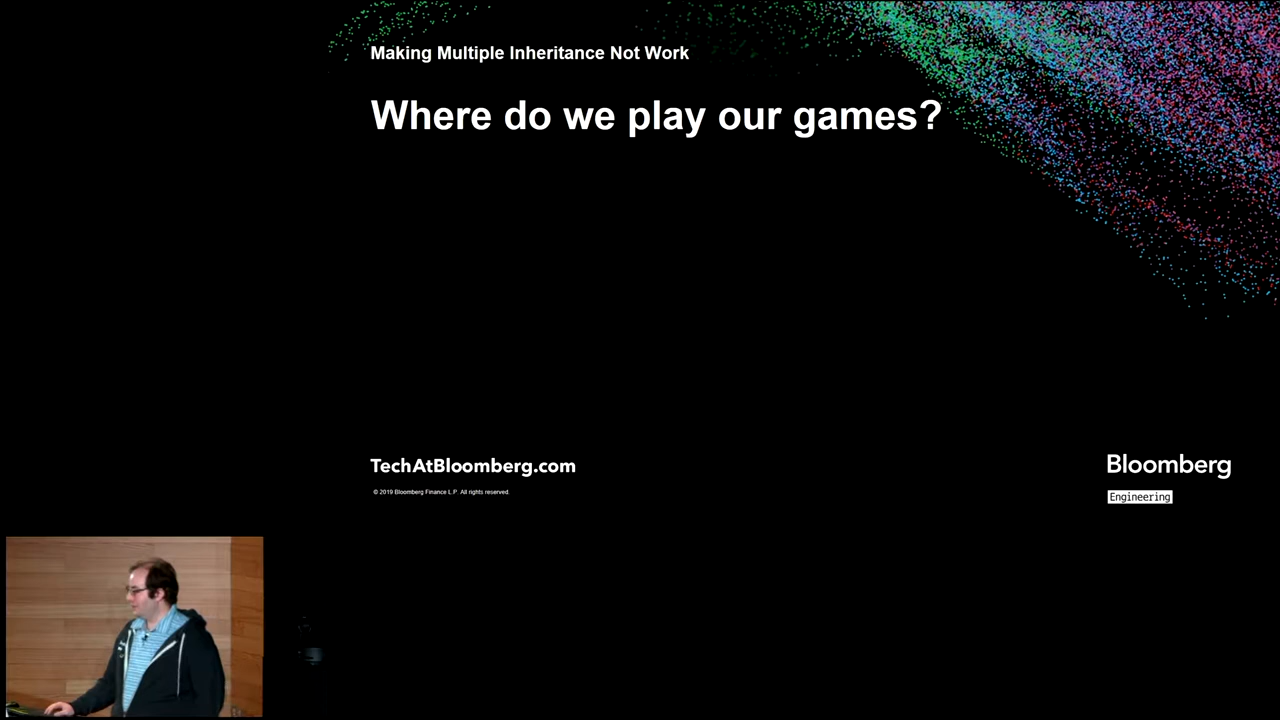 Making Multiple Inheritance Not Work
Where do we play our games?
TechAtBloomberg.com
© 2019 Bloomberg Finance L.P. All rights reserved.
Bloomberg
Engineering